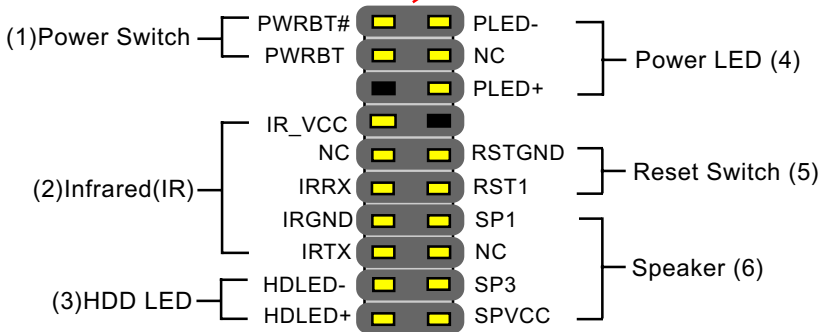 PWRBT# PLED-
(1)Power Switch
PWRBT NC
Power LED (4)
PLED+
IR_VCC
NC RSTGND
Reset Switch (5)
(2)Infrared(IR)
IRRX RST1
IRGND SP1
IRTX NC
Speaker (6)
HDLED- SP3
(3)HDD LED
HDLED+ SPVCC